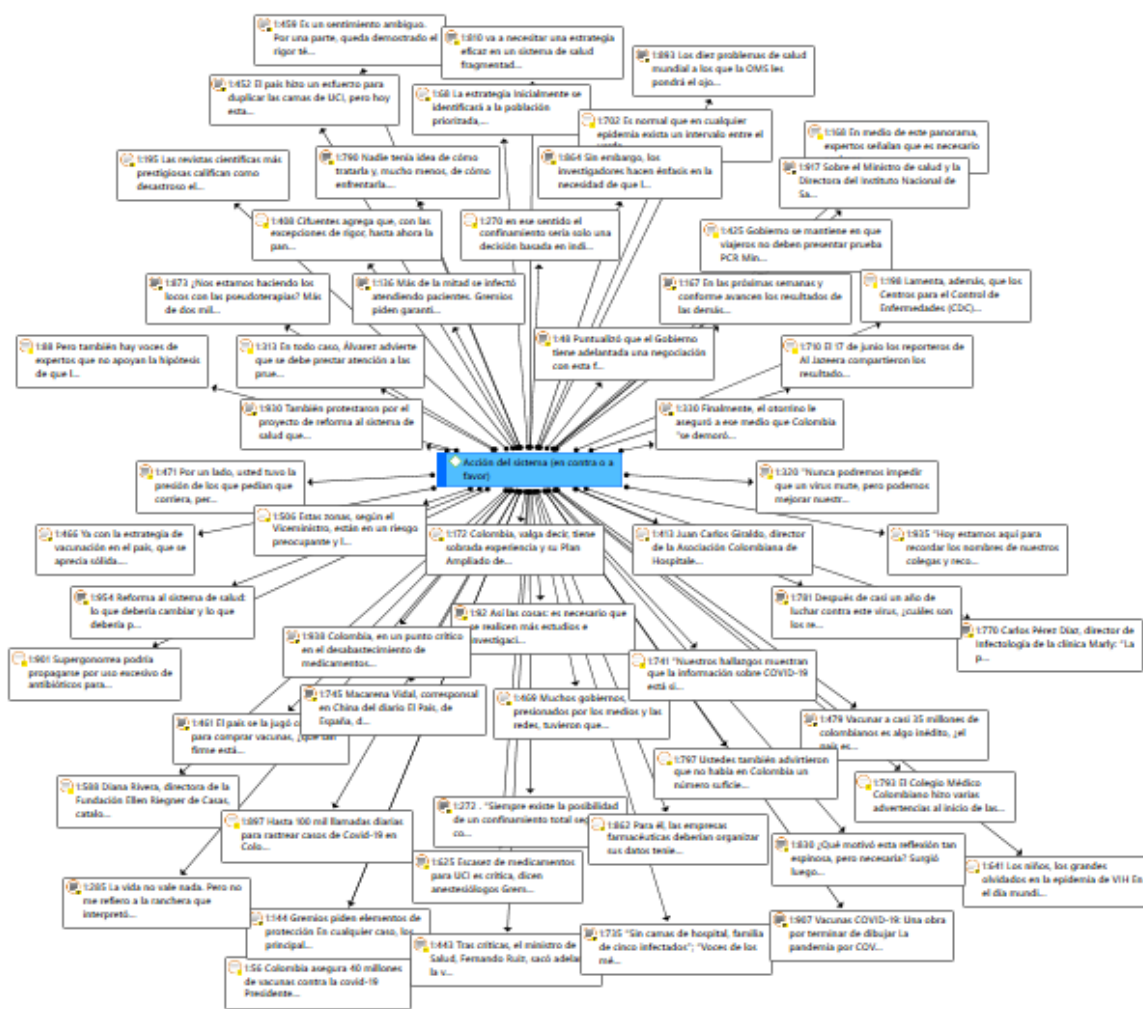 1:459 Es un sentimiento ambiguo.
Por una parte, queda demostrado el
rigor té...
1:810 va a necesitar una estrategia
eficaz en un sistema de salud
fragmentad...
1:893 Los diez problemas de salud
mundial a los que la OMS les
pondrá el ojo...
1:452 El país hizo un esfuerzo para
duplicar las camas de UCI, pero hoy
esta...
1:68 La estrategia Inicialmente se
identificará a la población
priorizada,...
1:702 Es normal que en cualquier
epidemia exista un intervalo entre el
1:168 En medio de este panorama,
expertos señalan que es necesario
1:195 Las revistas científicas más
prestigiosas califican como
desastroso el...
1:790 Nadie tenía idea de cómo
tratarla y, mucho menos, de cómo
enfrentarla....
1:864 Sin embargo, los
investigadores hacen énfasis en la
necesidad de que l...
1:917 Sobre el Ministro de salud y la
Directora del Instituto Nacional de
Sa...
1:408 Cifuentes agrega que, con las
excepciones de rigor, hasta ahora la
pan...
1:270 en ese sentido el
confinamiento sería solo una
decisión basada en indi...
1:425 Gobierno se mantiene en que
viajeros no deben presentar prueba
PCR Min...
1:873 ¿Nos estamos haciendo los
locos con las pseudoterapias? Más
de dos mil...
1:136 Más de la mitad se infectó
atendiendo pacientes. Gremios
piden garanti...
1:167 En las próximas semanas y
conforme avancen los resultados de
las demás...
1:198 Lamenta, además, que los
Centros para el Control de
Enfermedades (CDC)...
1:88 Pero también hay voces de
expertos que no apoyan la hipótesis
de que l...
1:313 En todo caso, Álvarez advierte
que se debe prestar atención a las
prue...
1:48 Puntualizó que el Gobierno
tiene adelantada una negociación
con esta f...
1:710 El 17 de junio los reporteros de
Al Jazeera compartieron los
resultado...
1:930 También protestaron por el
proyecto de reforma al sistema de
salud que...
1:330 Finalmente, el otorrino le
aseguró a ese medio que Colombia
"se demoró...
Acción del sistema (en contra o a
favor)
1:471 Por un lado, usted tuvo la
presión de los que pedían que
corriera, per...
1:320 "Nunca podremos impedir
que un virus mute, pero podemos
mejorar nuestr...
1:506 Estas zonas, según el
Viceministro, están en un riesgo
preocupante y l...
1:466 Ya con la estrategia de
vacunación en el país, que se
aprecia sólida....
1:172 Colombia, valga decir, tiene
sobrada experiencia y su Plan
Ampliado de...
1:413 Juan Carlos Giraldo, director
de la Asociación Colombiana de
Hospitale...
1:935 "Hoy estamos aquí para
recordar los nombres de nuestros
colegas y reco...
1:954 Reforma al sistema de salud:
lo que debería cambiar y lo que
debería p...
1:92 Así las cosas: es necesario que
se realicen más estudios e
investigaci...
1:781 Después de casi un año de
luchar contra este virus, ¿cuáles son
los re...
1:770 Carlos Pérez Díaz, director de
Infectología de la clínica Marly: "La
p...
1:938 Colombia, en un punto crítico
en el desabastecimiento de
medicamentos...
1:901 Supergonorrea podría
propagarse por uso excesivo de
antibióticos para...
1:741 "Nuestros hallazgos muestran
que la información sobre COVID-19
está si...
1:745 Macarena Vidal, corresponsal
en China del diario El País, de
España, d...
1:469 Muchos gobiernos,
presionados por los medios y las
redes, tuvieron que...
1:461 El país se la jugó
para comprar vacunas, ¿qué tan
firme está...
1:479 Vacunar a casi 35 millones de
colombianos es algo inédito, ¿el
país es...
1:797 Ustedes también advirtieron
que no había en Colombia un
número suficie...
1:588 Diana Rivera, directora de la
Fundación Ellen Riegner de Casas,
catalo...
1:793 El Colegio Médico
Colombiano hizo varias
advertencias al inicio de las...
1:272 . "Siempre existe la posibilidad
de un confinamiento total
co...
1:897 Hasta 100 mil llamadas diarias
para rastrear casos de Covid-19 en
Colo...
1:862 Para él, las empresas
farmacéuticas deberían organizar
sus datos tenie...
1:830 ¿Qué motivó esta reflexión tan
espinosa, pero necesaria? Surgió
luego...
1:625 Escasez de medicamentos
para UCI es crítica, dicen
anestesiólogos Grem...
1:641 Los niños, los grandes
olvidados en la epidemia de VIH En
el día mundi...
1:285 La vida no vale nada. Pero no
me refiero a la ranchera que
interpretó...
1:144 Gremios piden elementos de
protección En cualquier caso, los
principal...
1:907 Vacunas COVID-19: Una obra
por terminar de dibujar La
pandemia por COV...
1:443 Tras críticas, el ministro de
Salud, Fernando Ruiz, sacó
la v...
1:735 "Sin camas de hospital, familia
de cinco infectados"; "Voces de los
mé...
1:56 Colombia asegura 40 millones
de vacunas contra la covid-19
Presidente...